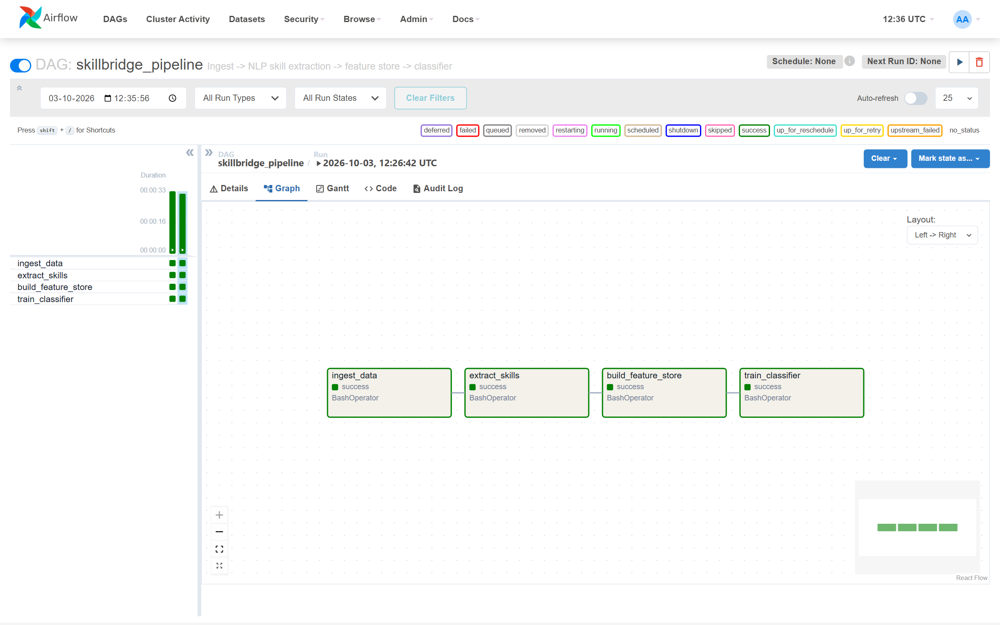 Airflow
DAGs
Cluster Activity
Datasets
Security
Browse
Admin
Docs
12:36 UTC
AA
DAG: skillbridge_pipeline Ingest -> NLP skill extraction -> feature store -> classifier
Schedule: None
i
Next Run ID: None
03-10-2026 12:35:56
All Run Types
All Run States
Clear Filters
Auto-refresh
25
Press shift + / for Shortcuts
deferred
failed
queued
removed
restarting
running
scheduled
shutdown
skipped
success
up_for_reschedule
up_for_retry
upstream_failed
no_status
DAG
skillbridge_pipeline /
Run
2026-10-03, 12:26:42 UTC
Clear
Mark state as...
Duration
00:00:33
00:00:16
00:00:00
ingest_data
extract_skills
build_feature_store
train_classifier
Details
Graph
Gantt
Code
Audit Log
Layout:
Left -> Right
ingest_data
success
BashOperator
extract_skills
success
BashOperator
build_feature_store
success
BashOperator
train_classifier
success
BashOperator
React Flow